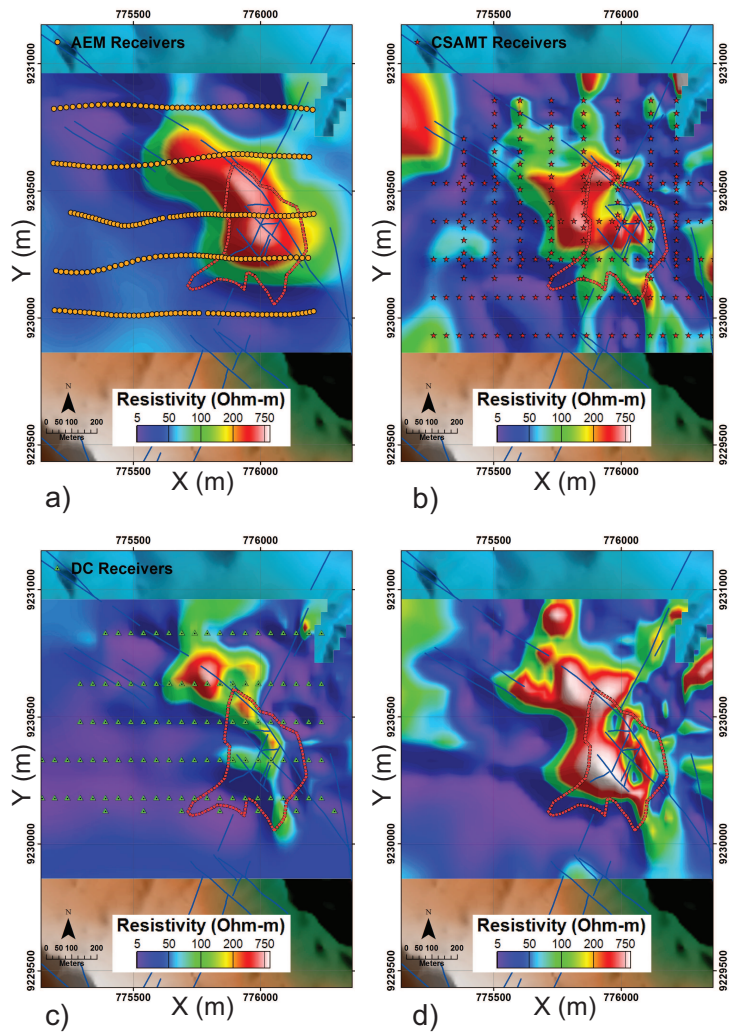 775500 776000 775500 776000
AEM Receivers CSAMT Receivers
9231000 9231000
9230500 9230500
Y (m) Y (m)
9230000 9230000
N N
Resistivity (Ohm-m) Resistivity (Ohm-m)
0 50 100 200 5 50 100 200 750 0 50 100 200 5 50 100 200 750
Meters Meters
9229500 9229500
775500 776000 775500 776000
a) X (m) b) X (m)
775500 776000 775500 776000
DC Receivers
9231000 9231000
9230500 9230500
Y (m) Y (m)
9230000 9230000
N N
Resistivity (Ohm-m) Resistivity (Ohm-m)
0 50 100 200 5 50 100 200 750 0 50 100 200 5 50 100 200 750
Meters Meters
9229500 9229500
775500 776000 775500 776000
c) X (m) d) X (m)